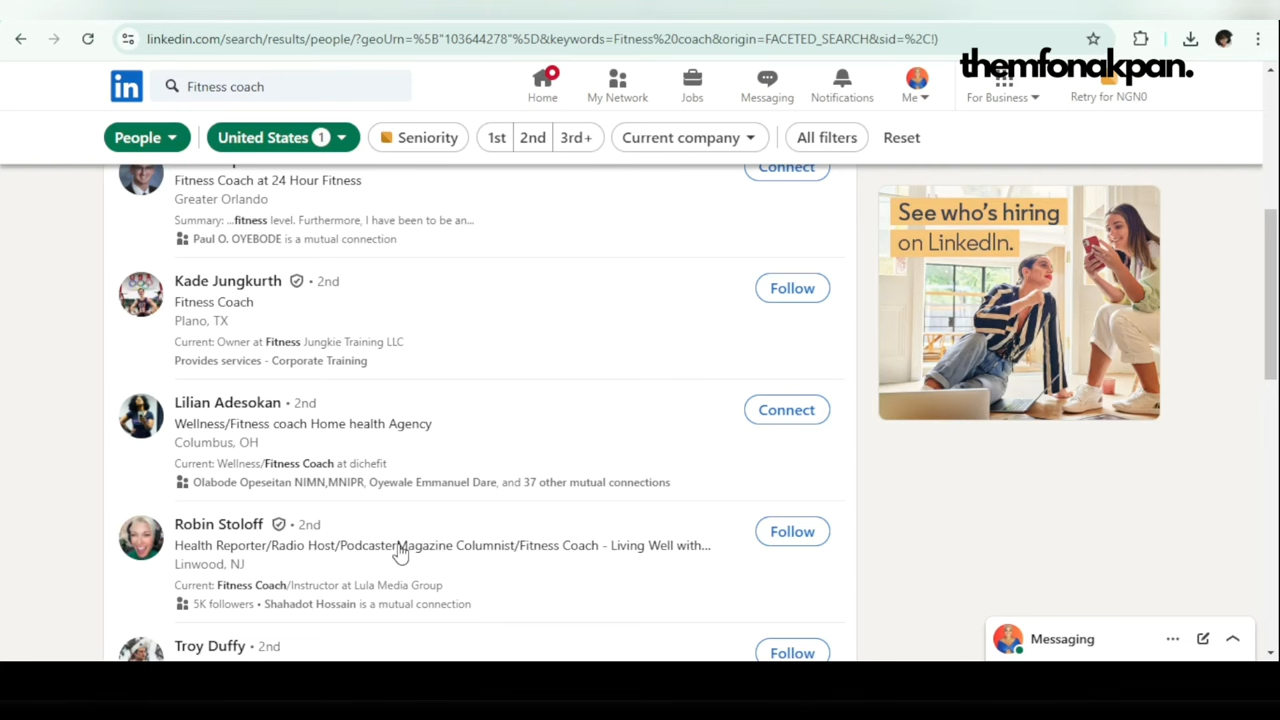 linkedin.com/search/results/people/?geoUrn=%5B"103644278"%5D&keywords=Fitness%20coach&origin=FACETED_SEARCH&sid=%2C!)
themfonakpan.
in
Fitness coach
Home
My Network
Jobs
Messaging
Notifications
Me
For Business
Retry for NGN0
People
United States 1
Seniority
1st
2nd
3rd+
Current company
All filters
Reset
Connect
Fitness Coach at 24 Hour Fitness
Greater Orlando
Summary: ...fitness level. Furthermore, I have been to be an...
Paul O. OYEBODE is a mutual connection
Kade Jungkurth • 2nd
Follow
Fitness Coach
Plano, TX
Current: Owner at Fitness Jungkie Training LLC
Provides services - Corporate Training
Lilian Adesokan • 2nd
Connect
Wellness/Fitness coach Home health Agency
Columbus, OH
Current: Wellness/Fitness Coach at dichefit
Olabode Opeseitan NIMN,MNIPR, Oyewale Emmanuel Dare, and 37 other mutual connections
Robin Stoloff • 2nd
Follow
Health Reporter/Radio Host/Podcaster/Magazine Columnist/Fitness Coach - Living Well with...
Linwood, NJ
Current: Fitness Coach/Instructor at Lula Media Group
5K followers • Shahadot Hossain is a mutual connection
Troy Duffy • 2nd
Follow
See who's hiring
on LinkedIn.
Messaging